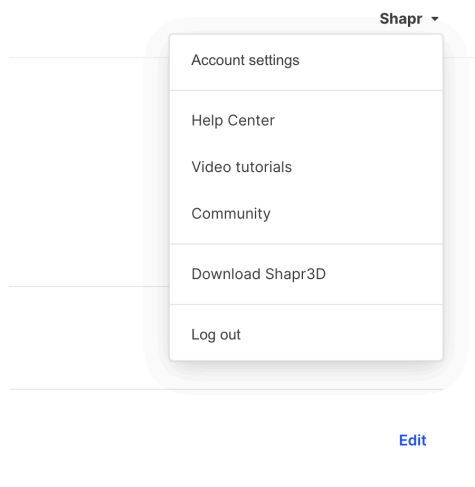 Shapr
Account settings
Help Center
Video tutorials
Community
Download Shapr3D
Log out
Edit